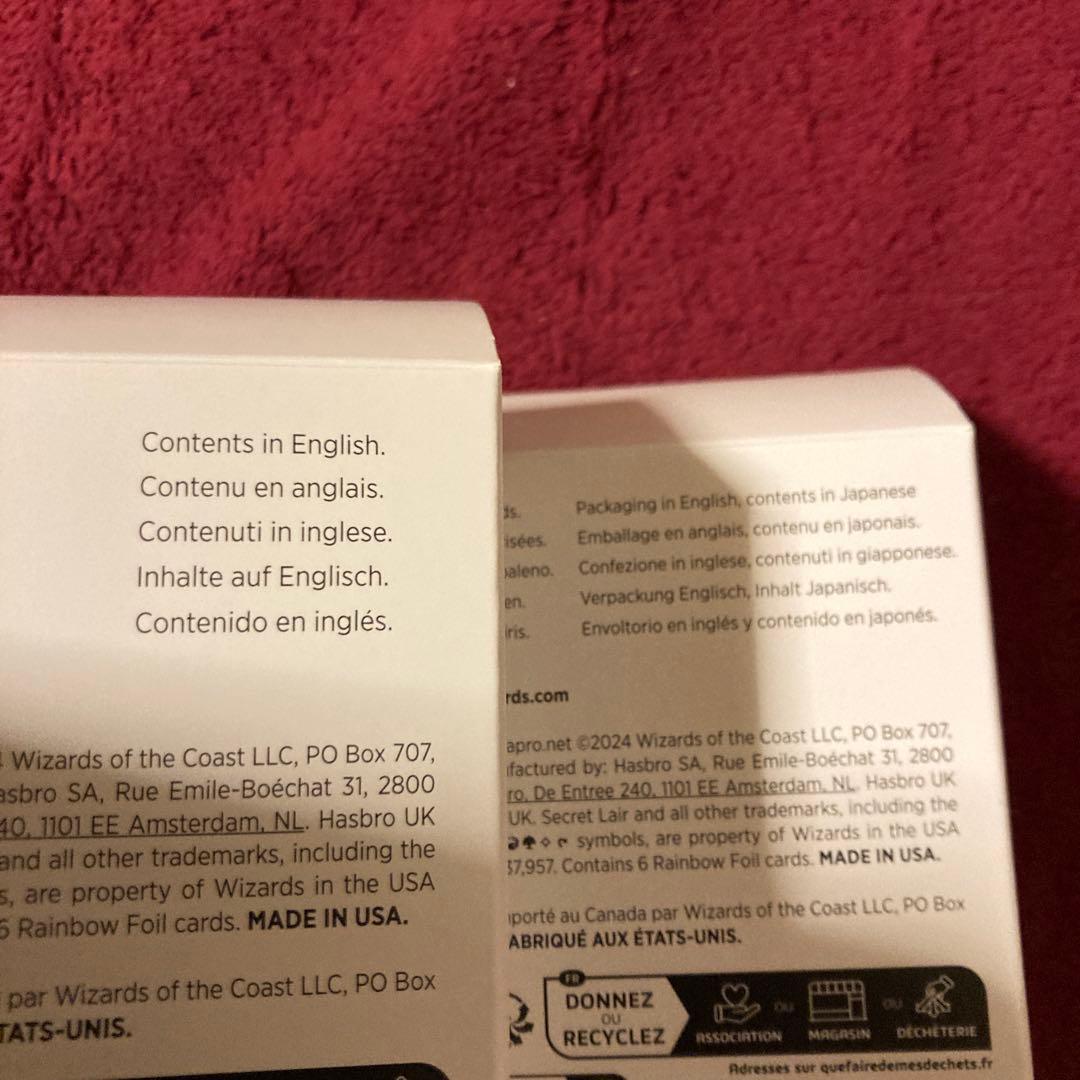 Contents in English.
Contenu en anglais.
Contenuti in inglese.
Inhalte auf Englisch.
Contenido en inglés.
Wizards of the Coast LLC, PO Box 707,
asbro SA, Rue Emile-Boéchat 31, 2800
40, 1101 EE Amsterdam, NL. Hasbro UK
and all other trademarks, including the
s, are property of Wizards in the USA
6 Rainbow Foil cards. MADE IN USA.
par Wizards of the Coast LLC, PO Box
TATS-UNIS.
ds. Packaging in English, contents in Japanese
isées. Emballage en anglais, contenu en japonais.
aleno. Confezione in inglese, contenuti in giapponese.
en. Verpackung Englisch, Inhalt Japanisch.
iris. Envoltorio en inglés y contenido en japonés.
rds.com
apro.net ©2024 Wizards of the Coast LLC, PO Box 707,
ufactured by: Hasbro SA, Rue Emile-Boéchat 31, 2800
ro, De Entree 240, 1101 EE Amsterdam, NL. Hasbro UK
UK. Secret Lair and all other trademarks, including the
symbols, are property of Wizards in the USA
37,957. Contains 6 Rainbow Foil cards. MADE IN USA.
porté au Canada par Wizards of the Coast LLC, PO Box
ABRIQUÉ AUX ÉTATS-UNIS.
FR
DONNEZ
OU
RECYCLEZ
ASSOCIATION OU MAGASIN OU DÉCHÈTERIE
Adresses sur quefairedemesdechets.fr